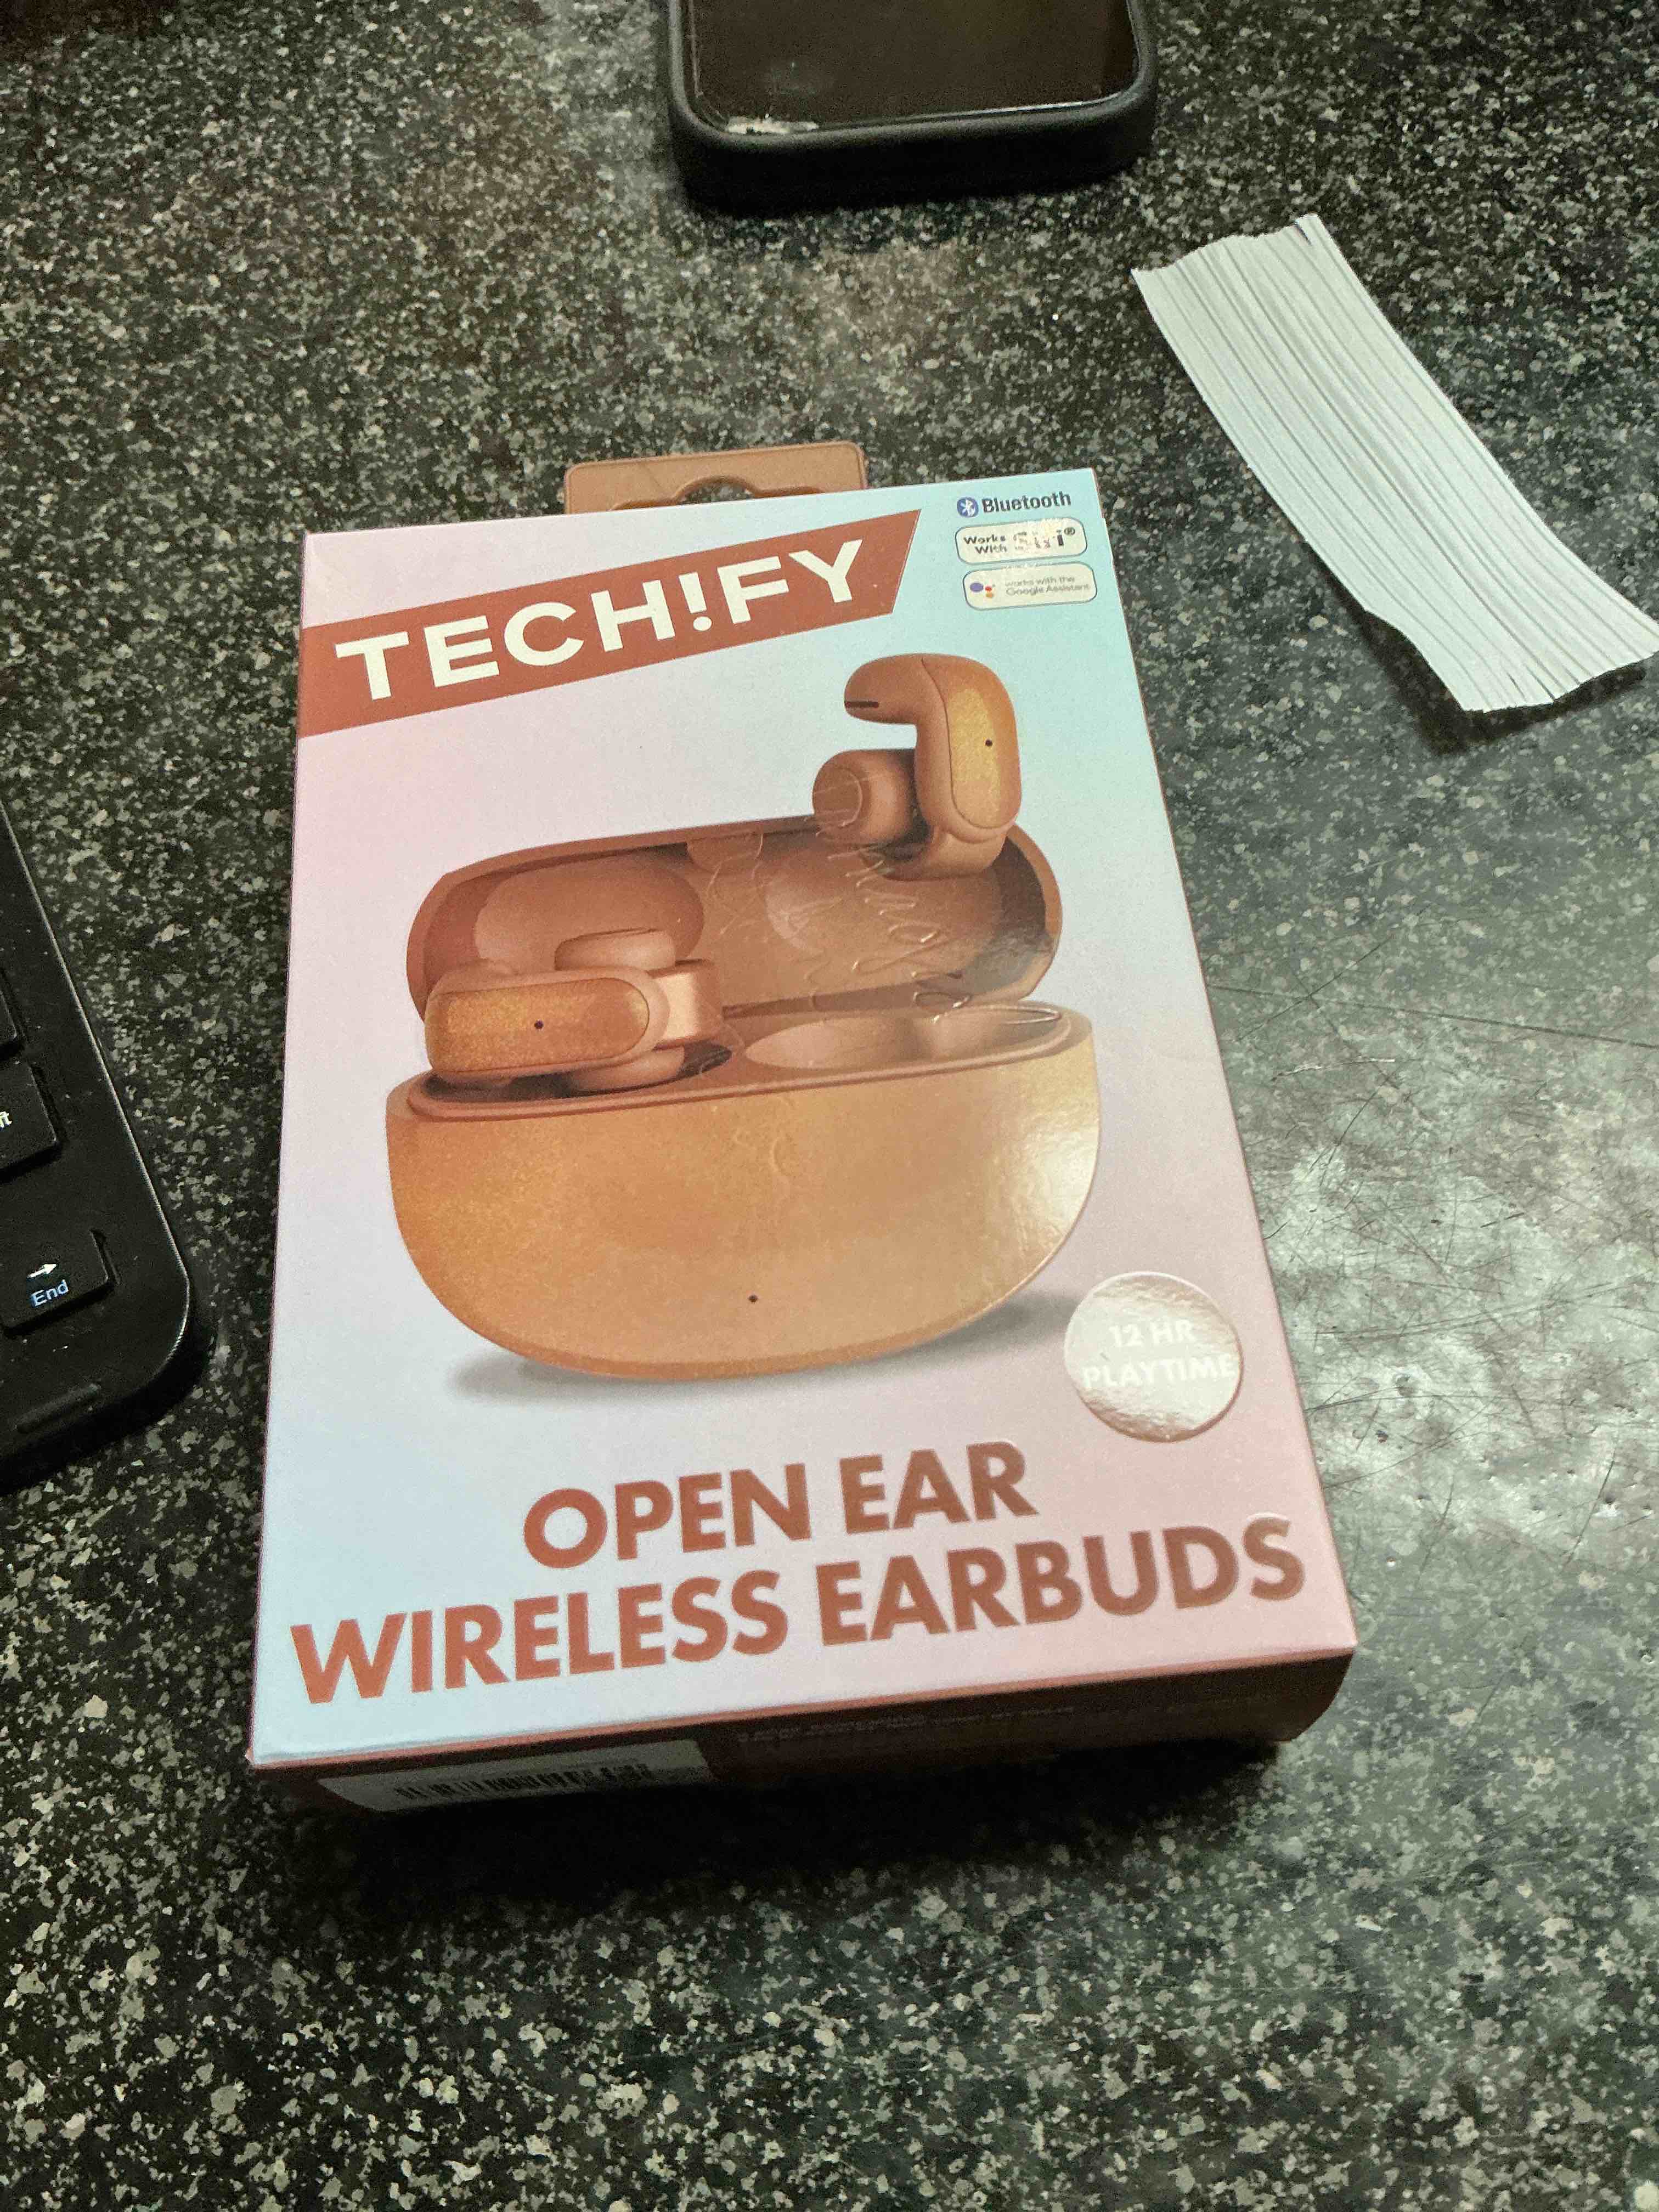 Bluetooth
Works
With Siri®
works with the
Google Assistant
TECH!FY
12 HR
PLAYTIME
OPEN EAR
WIRELESS EARBUDS
End